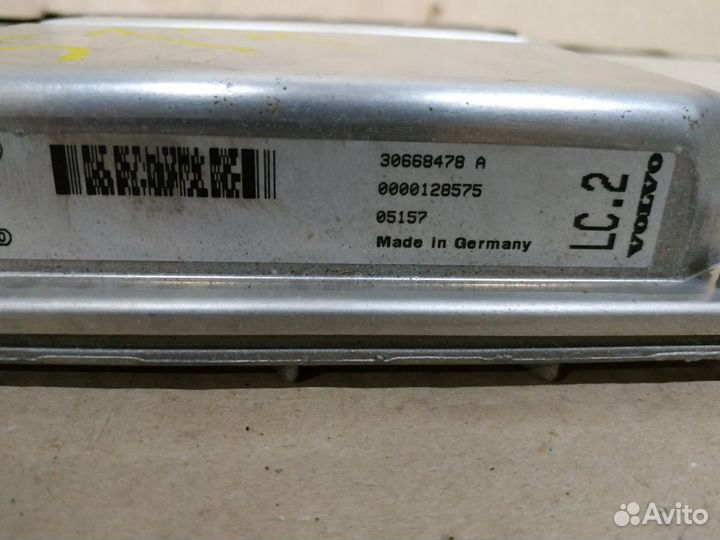 30668478 A
0000128575
05157
Made in Germany
LC.2
VOLVO
Avito